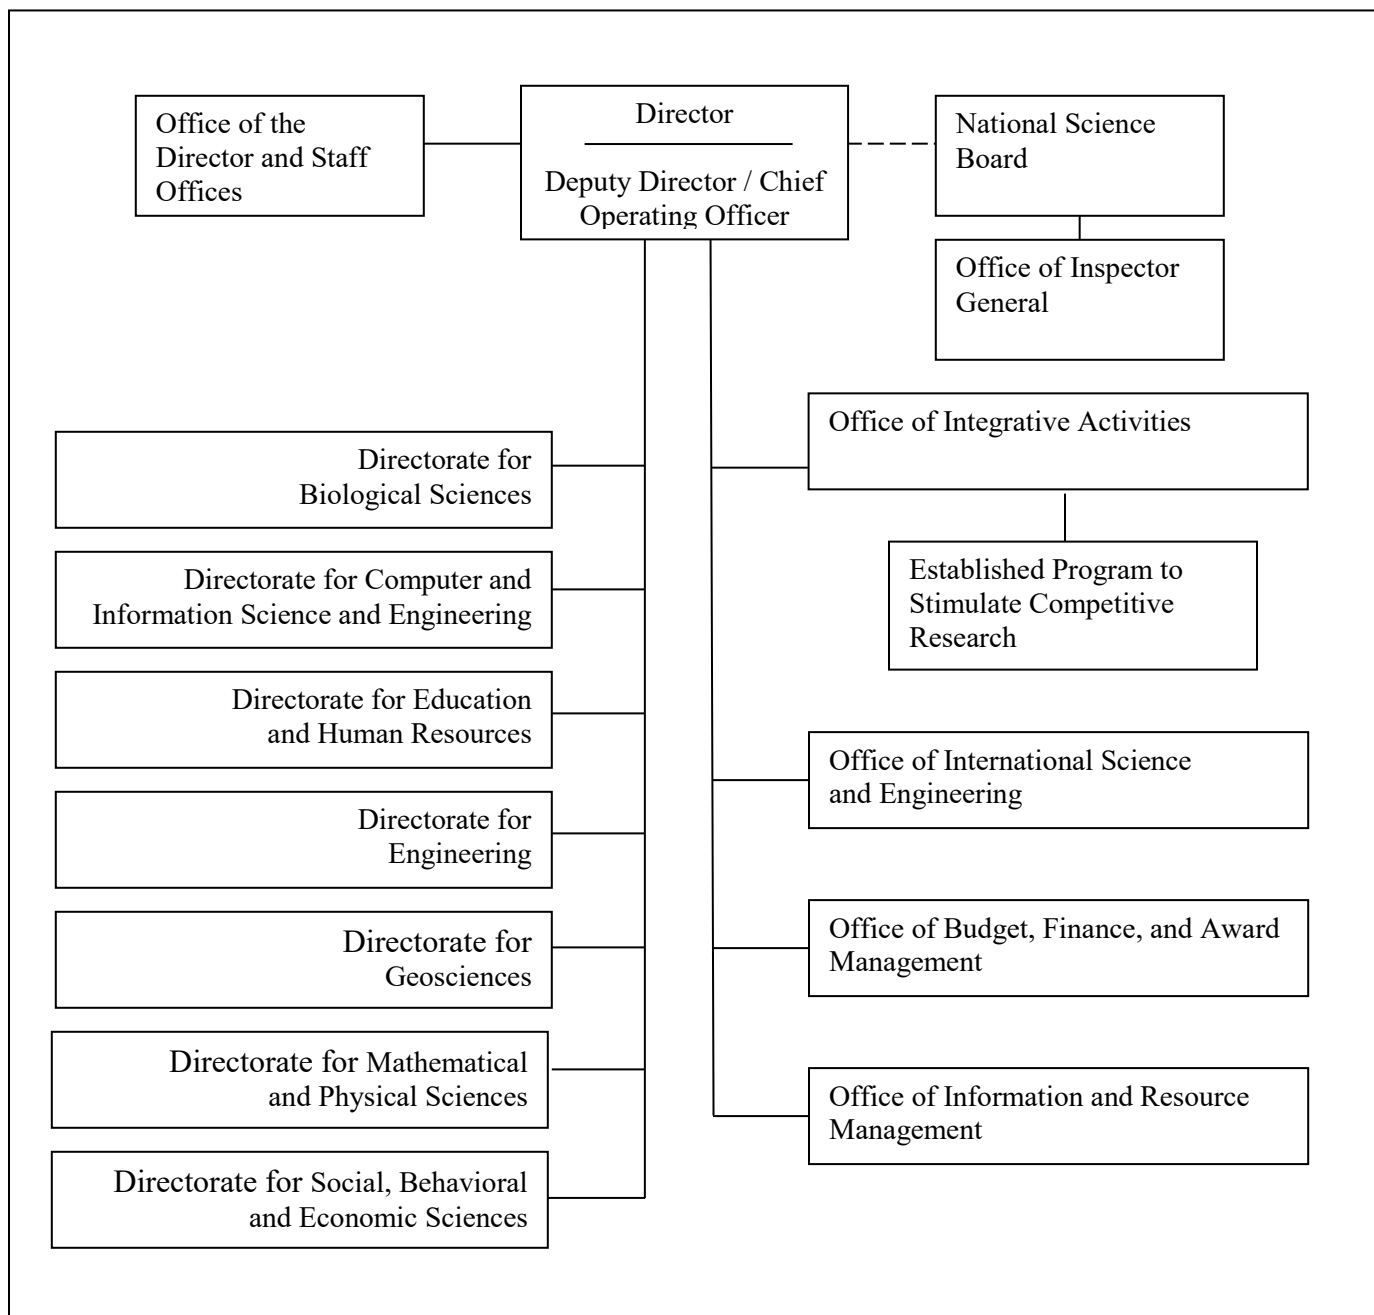 Office of the
Director and Staff
Offices
Director
Deputy Director / Chief
Operating Officer
National Science
Board
Office of Inspector
General
Directorate for
Biological Sciences
Directorate for Computer and
Information Science and Engineering
Directorate for Education
and Human Resources
Directorate for
Engineering
Directorate for
Geosciences
Directorate for Mathematical
and Physical Sciences
Directorate for Social, Behavioral
and Economic Sciences
Office of Integrative Activities
Established Program to
Stimulate Competitive
Research
Office of International Science
and Engineering
Office of Budget, Finance, and Award
Management
Office of Information and Resource
Management